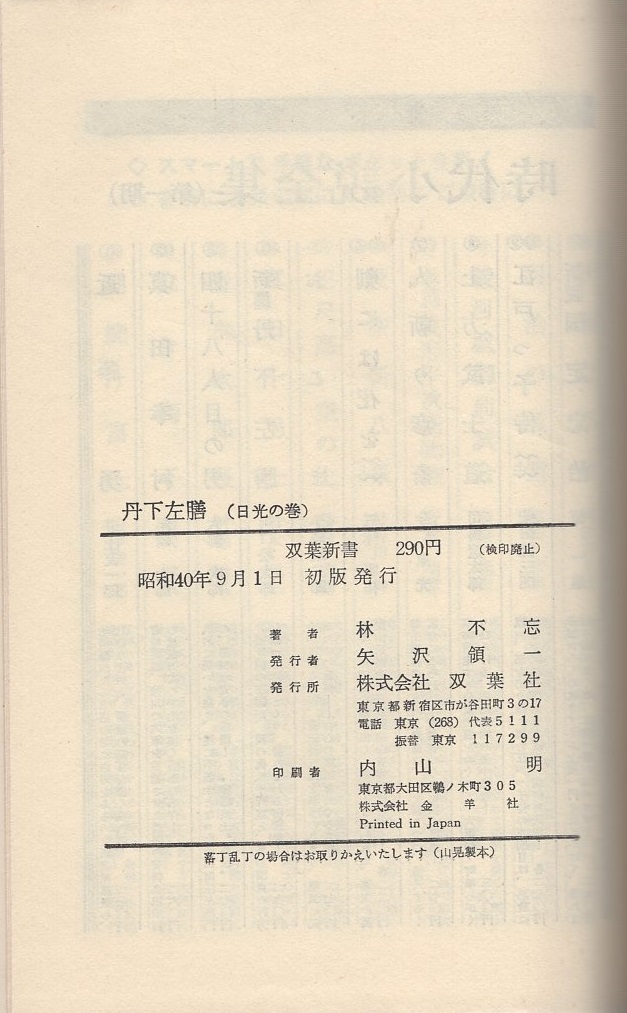 丹下左膳 (日光の巻)
双葉新書 290円 (検印廃止)
昭和40年9月1日 初版発行
著者 林不忘
発行者 矢沢領一
発行所 株式会社 双葉社
東京都新宿区市が谷田町3の17
電話 東京 (268) 代表5111
振替 東京 117299
印刷者 内山明
東京都大田区鵜ノ木町305
株式会社 金羊社
Printed in Japan
落丁乱丁の場合はお取りかえいたします (山晃製本)